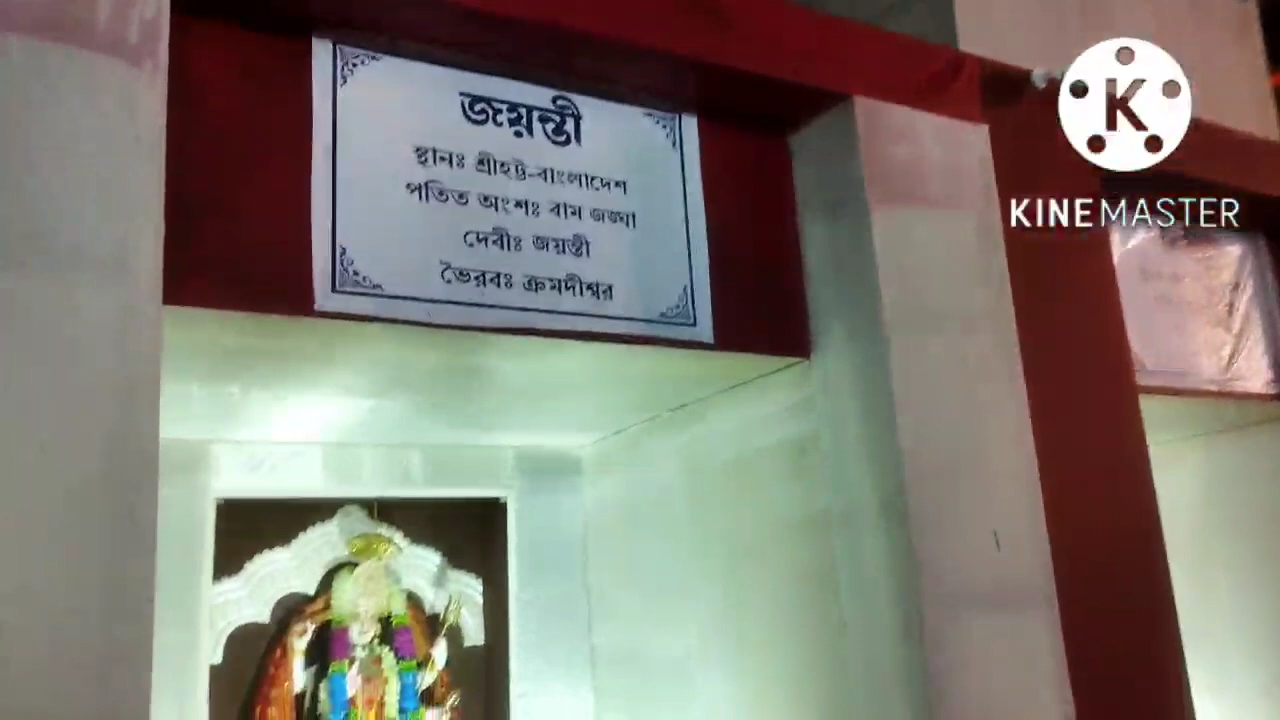 জয়ন্তী
স্থানঃ শ্রীহট্ট-বাংলাদেশ
পতিত অংশঃ বাম জঙ্ঘা
দেবীঃ জয়ন্তী
ভৈরবঃ ক্রমদীশ্বর
K
KINEMASTER